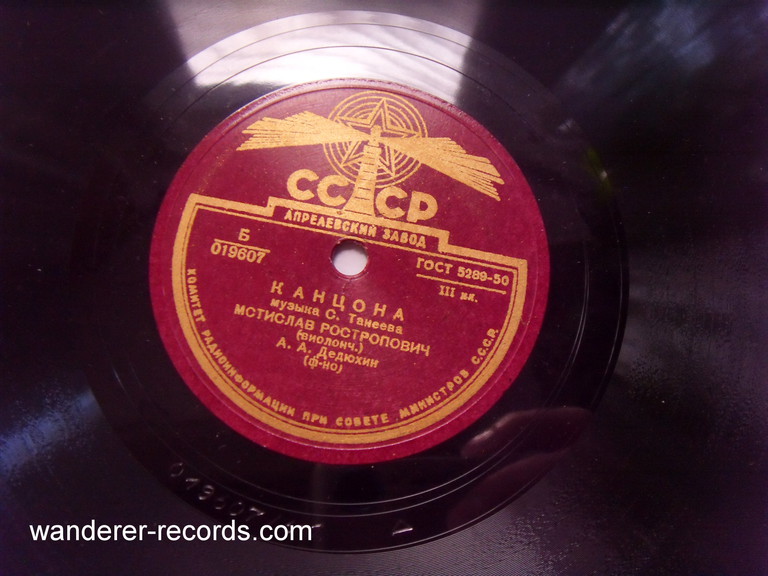 СССР
АПРЕЛЕВСКИЙ ЗАВОД
Б
019607
ГОСТ 5289-50
III кл.
КАНЦОНА
музыка С. Танеева
МСТИСЛАВ РОСТРОПОВИЧ
(виолонч.)
А. А. Дедюхин
(ф-но)
КОМИТЕТ РАДИОИНФОРМАЦИИ ПРИ СОВЕТЕ МИНИСТРОВ С.С.С.Р.
wanderer-records.com